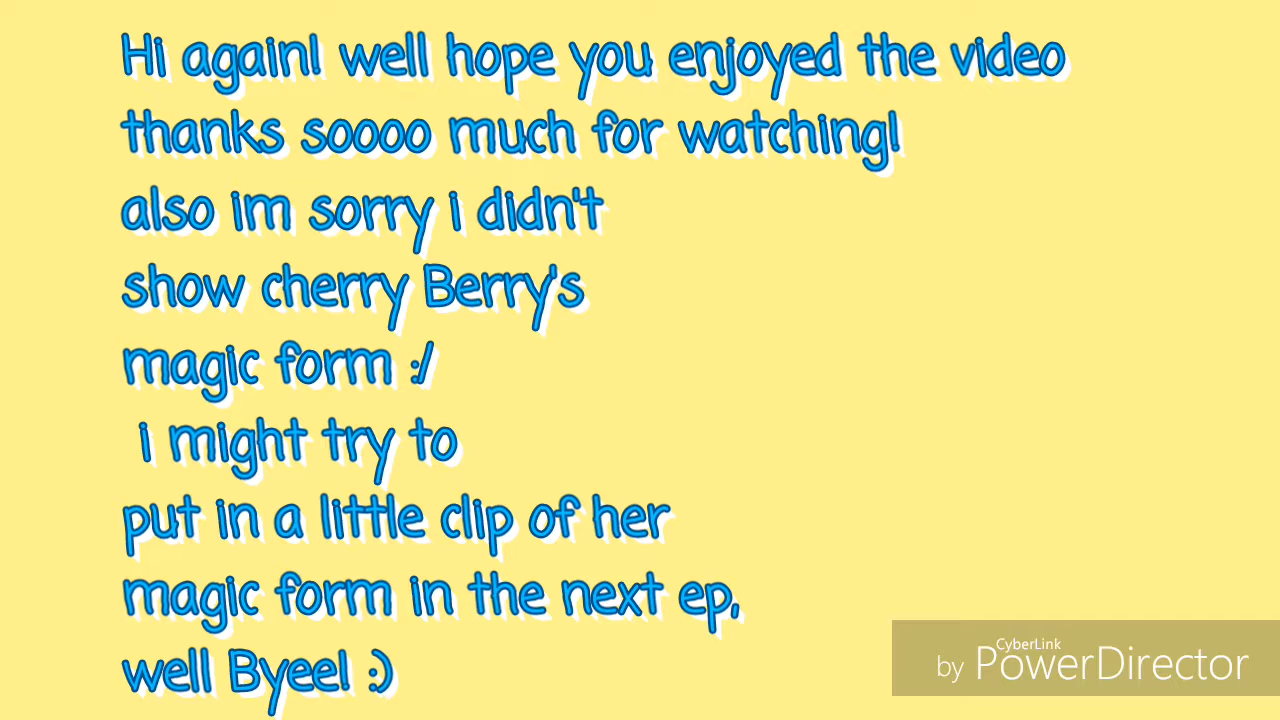 Hi again! well hope you enjoyed the video
thanks soooo much for watching!
also im sorry i didn't
show cherry Berry's
magic form :/
i might try to
put in a little clip of her
magic form in the next ep,
well Byee! :)
CyberLink
by PowerDirector